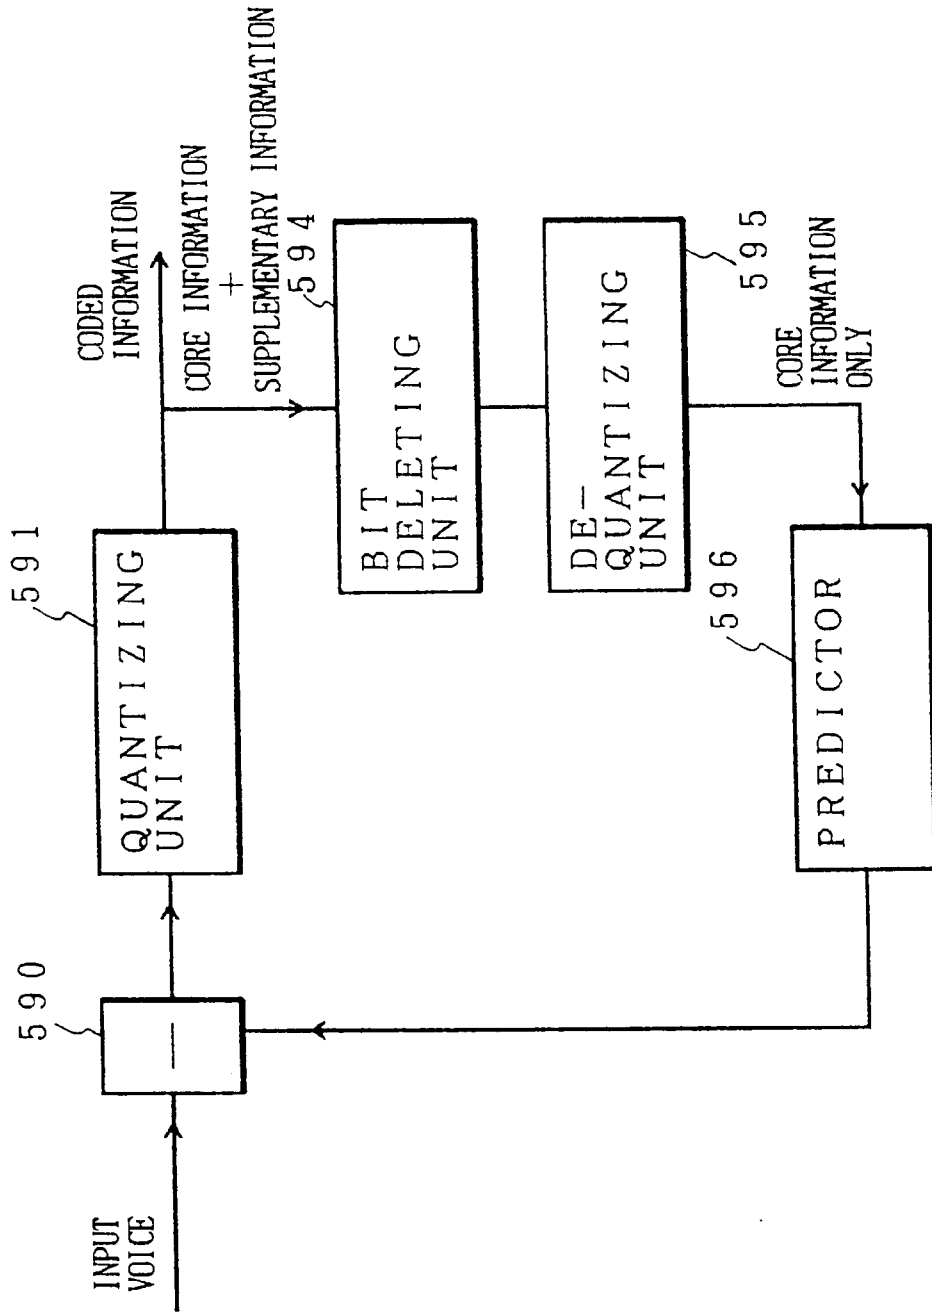 INPUT
VOICE
590
—
591
QUANTIZING
UNIT
CODED
INFORMATION
CORE INFORMATION
+
SUPPLEMENTARY INFORMATION
594
BIT
DELETING
UNIT
DE-
QUANTIZING
UNIT
595
CORE
INFORMATION
ONLY
596
PREDICTOR